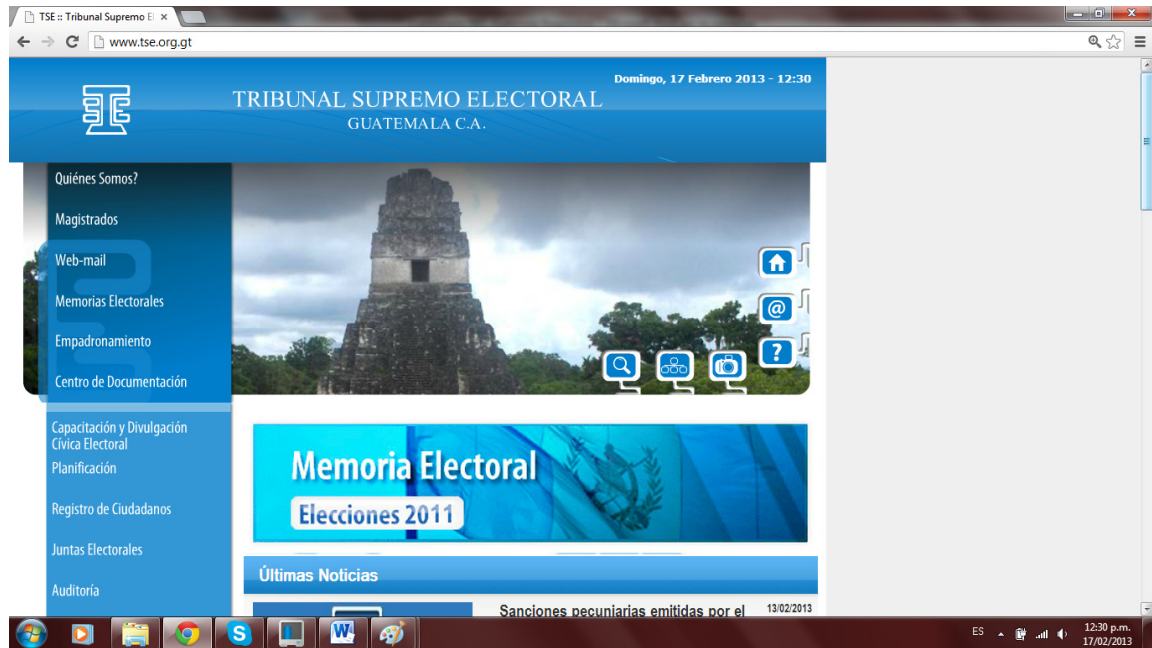 TSE :: Tribunal Supremo El
www.tse.org.gt
Domingo, 17 Febrero 2013 - 12:30
TRIBUNAL SUPREMO ELECTORAL
GUATEMALA C.A.
Quiénes Somos?
Magistrados
Web-mail
Memorias Electorales
Empadronamiento
Centro de Documentación
Capacitación y Divulgación
Cívica Electoral
Planificación
Registro de Ciudadanos
Juntas Electorales
Auditoría
Memoria Electoral
Elecciones 2011
Últimas Noticias
Sanciones pecuniarias emitidas por el
13/02/2013
ES
12:30 p.m.
17/02/2013